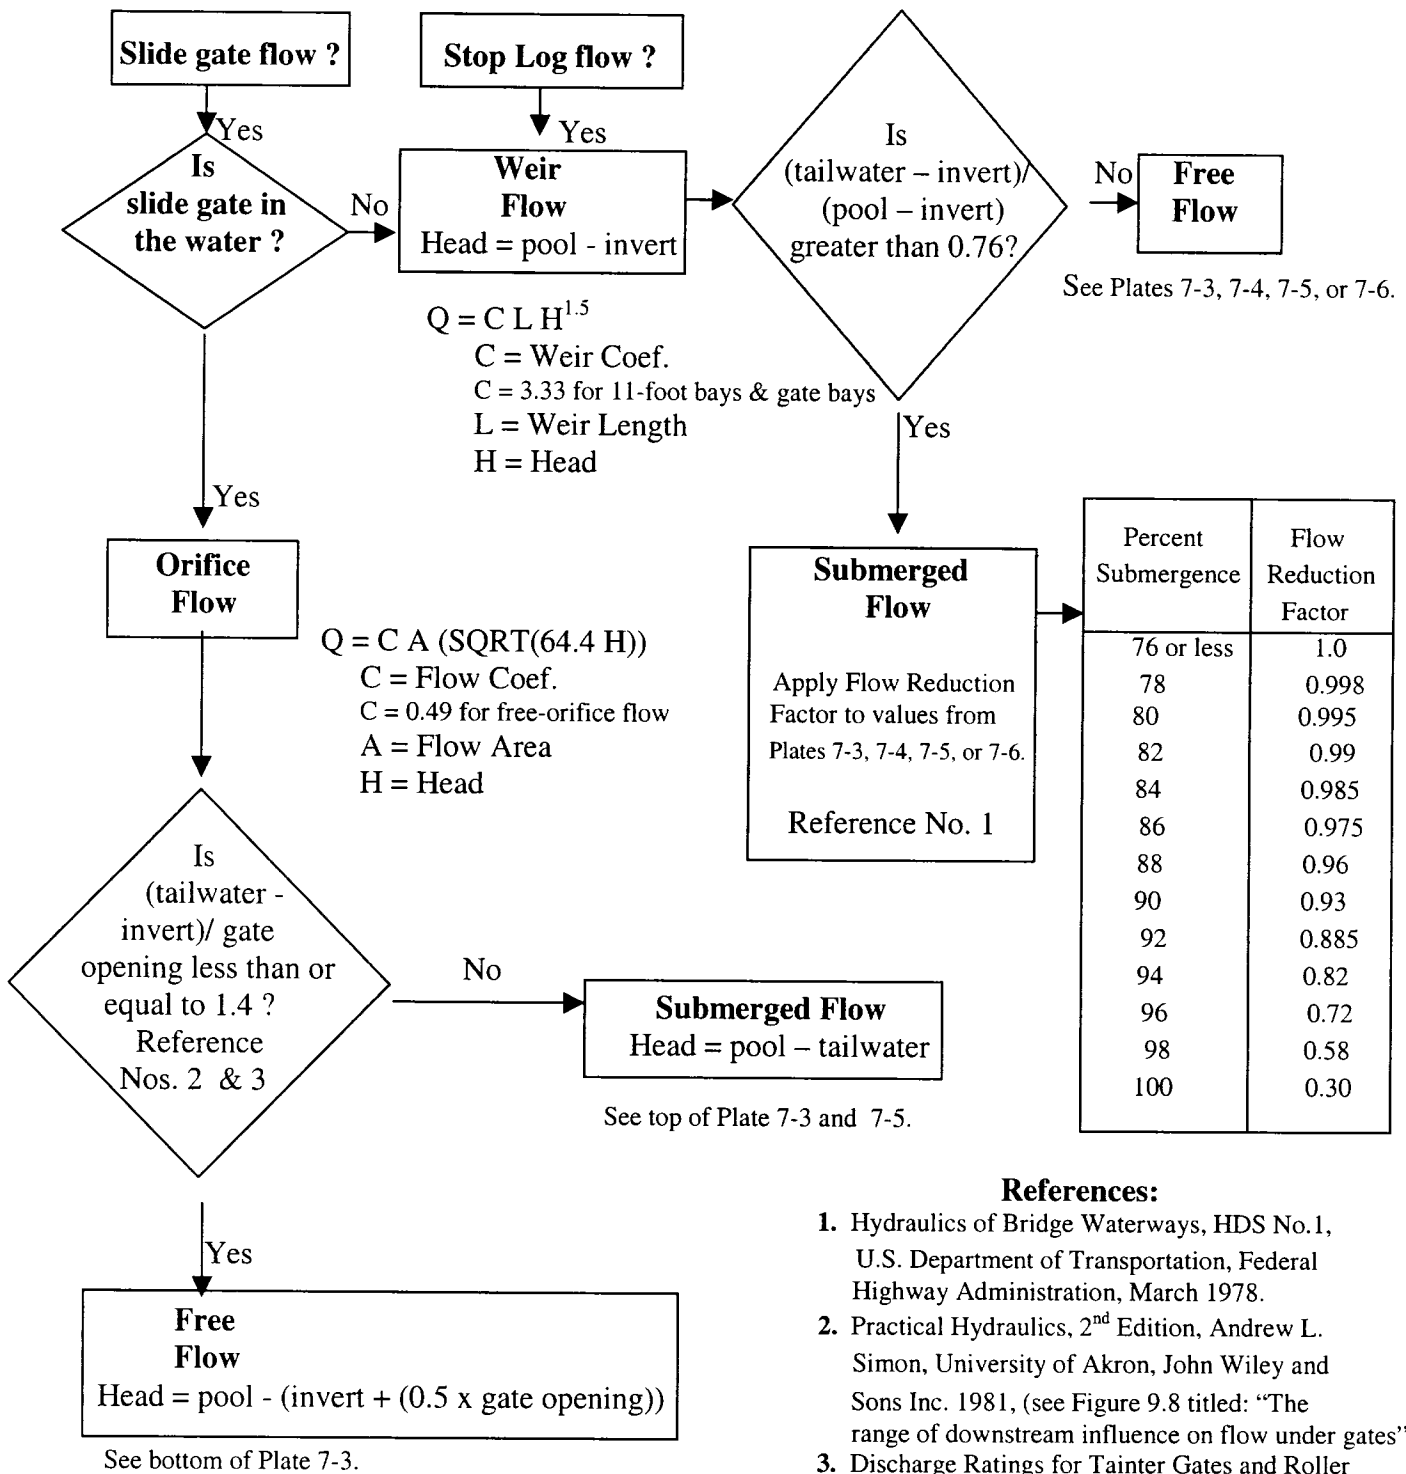 Slide gate flow ?
Yes
Is
slide gate in
the water ?
No
Stop Log flow ?
Yes
Weir
Flow
Head = pool - invert
Q = C L H^1.5
C = Weir Coef.
C = 3.33 for 11-foot bays & gate bays
L = Weir Length
H = Head
Is
(tailwater – invert)/
(pool – invert)
greater than 0.76?
No
Free
Flow
See Plates 7-3, 7-4, 7-5, or 7-6.
Yes
Submerged
Flow
Apply Flow Reduction
Factor to values from
Plates 7-3, 7-4, 7-5, or 7-6.
Reference No. 1
Percent Flow
Submergence Reduction
Factor
76 or less 1.0
78 0.998
80 0.995
82 0.99
84 0.985
86 0.975
88 0.96
90 0.93
92 0.885
94 0.82
96 0.72
98 0.58
100 0.30
Yes
Orifice
Flow
Q = C A (SQRT(64.4 H))
C = Flow Coef.
C = 0.49 for free-orifice flow
A = Flow Area
H = Head
Is
(tailwater -
invert)/ gate
opening less than or
equal to 1.4 ?
Reference
Nos. 2 & 3
No
Submerged Flow
Head = pool – tailwater
See top of Plate 7-3 and 7-5.
Yes
Free
Flow
Head = pool - (invert + (0.5 x gate opening))
See bottom of Plate 7-3.
References:
1. Hydraulics of Bridge Waterways, HDS No.1,
U.S. Department of Transportation, Federal
Highway Administration, March 1978.
2. Practical Hydraulics, 2nd Edition, Andrew L.
Simon, University of Akron, John Wiley and
Sons Inc. 1981, (see Figure 9.8 titled: “The
range of downstream influence on flow under gates”
3. Discharge Ratings for Tainter Gates and Roller